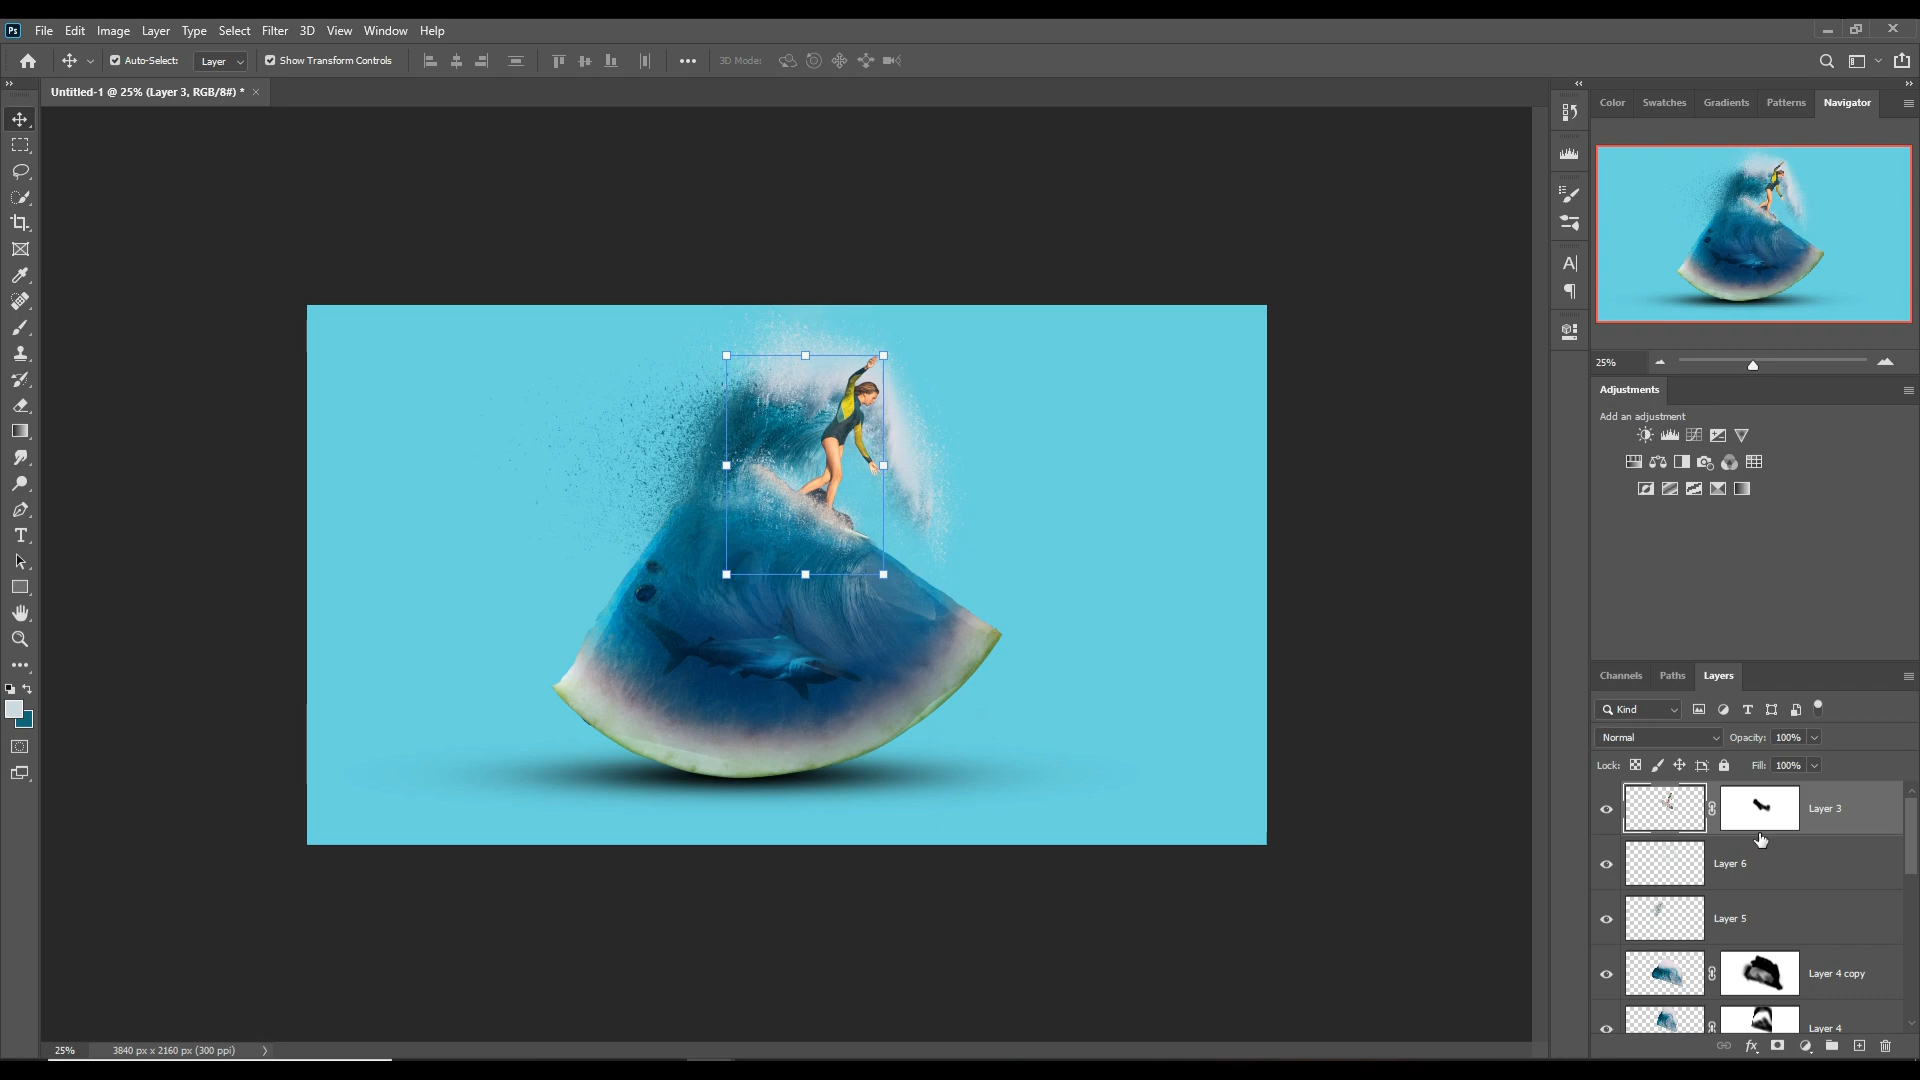 Ps File Edit Image Layer Type Select Filter 3D View Window Help
Auto-Select: Layer Show Transform Controls 3D Mode:
Untitled-1 @ 25% (Layer 3, RGB/8#) *
Color Swatches Gradients Patterns Navigator
25%
Adjustments
Add an adjustment
Channels Paths Layers
Kind
Normal Opacity: 100%
Lock: Fill: 100%
Layer 3
Layer 6
Layer 5
Layer 4 copy
Layer 4
25% 3840 px x 2160 px (300 ppi)